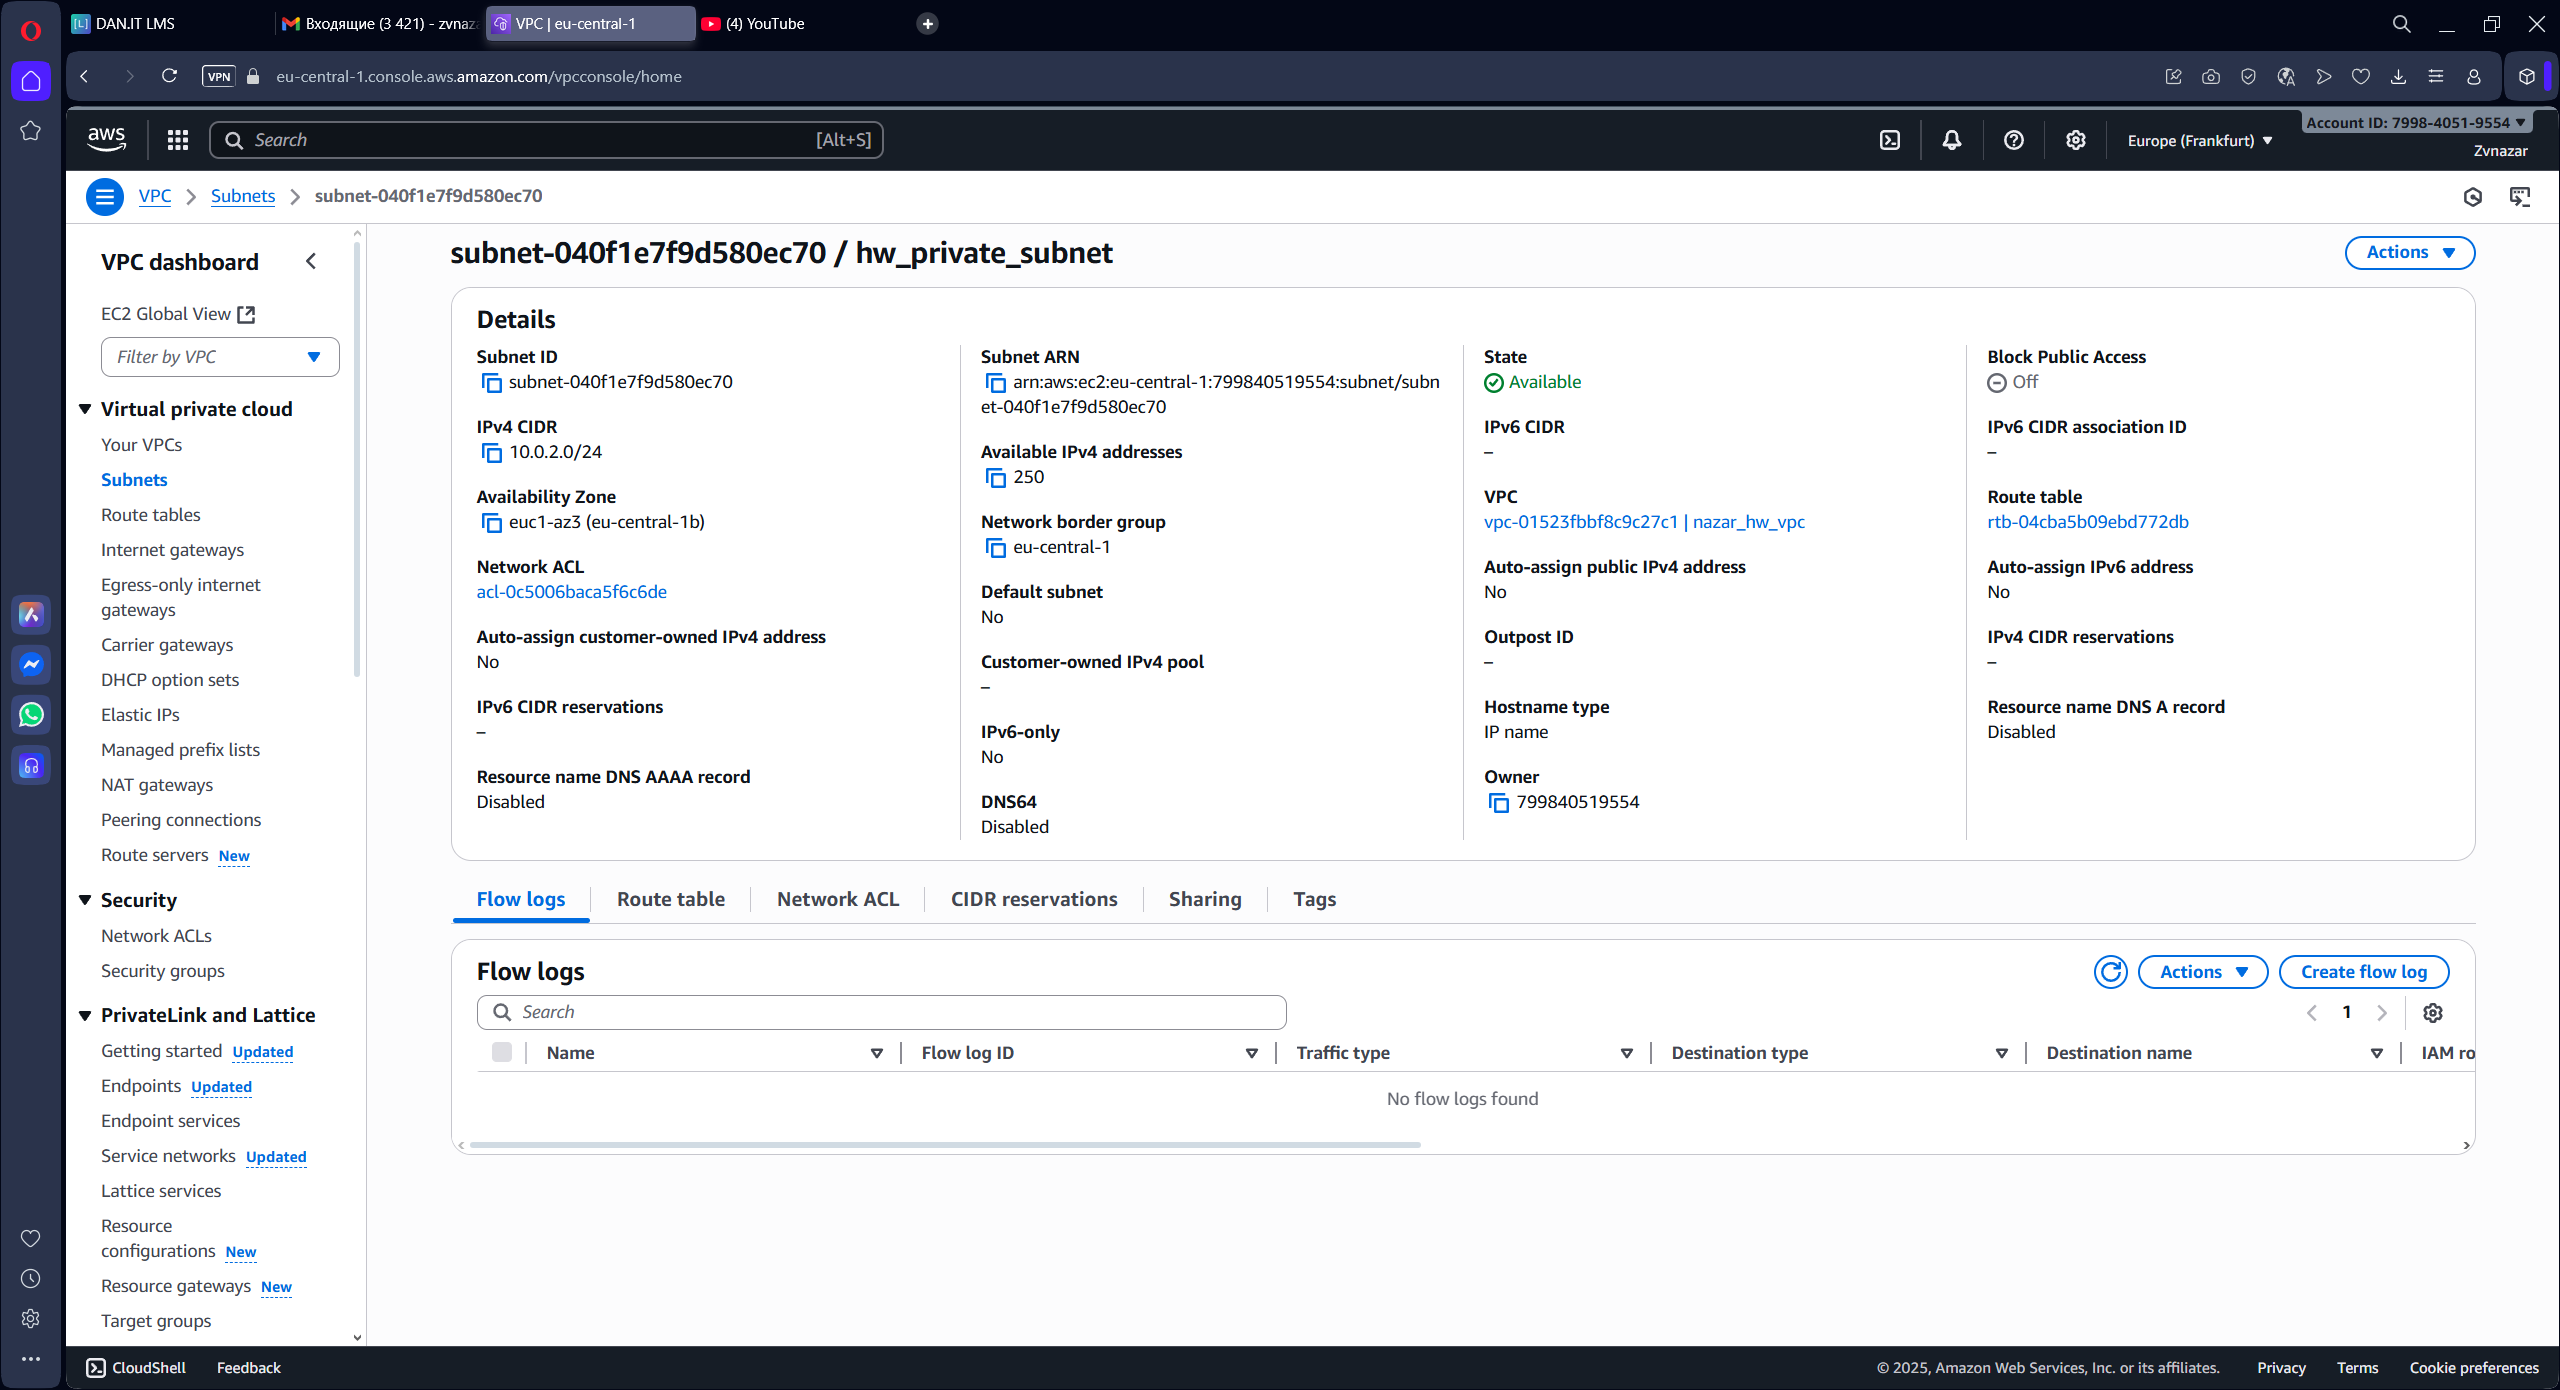 DAN.IT LMS
Входящие (3 421) - zvnaz
VPC | eu-central-1
(4) YouTube
VPN
eu-central-1.console.aws.amazon.com/vpcconsole/home
aws
Search
[Alt+S]
Europe (Frankfurt)
Account ID: 7998-4051-9554
Zvnazar
VPC
Subnets
subnet-040f1e7f9d580ec70
VPC dashboard
EC2 Global View
Filter by VPC
Virtual private cloud
Your VPCs
Subnets
Route tables
Internet gateways
Egress-only internet
gateways
Carrier gateways
DHCP option sets
Elastic IPs
Managed prefix lists
NAT gateways
Peering connections
Route servers New
Security
Network ACLs
Security groups
PrivateLink and Lattice
Getting started Updated
Endpoints Updated
Endpoint services
Service networks Updated
Lattice services
Resource
configurations New
Resource gateways New
Target groups
subnet-040f1e7f9d580ec70 / hw_private_subnet
Actions
Details
Subnet ID
subnet-040f1e7f9d580ec70
IPv4 CIDR
10.0.2.0/24
Availability Zone
euc1-az3 (eu-central-1b)
Network ACL
acl-0c5006baca5f6c6de
Auto-assign customer-owned IPv4 address
No
IPv6 CIDR reservations
–
Resource name DNS AAAA record
Disabled
Subnet ARN
arn:aws:ec2:eu-central-1:799840519554:subnet/subn
et-040f1e7f9d580ec70
Available IPv4 addresses
250
Network border group
eu-central-1
Default subnet
No
Customer-owned IPv4 pool
–
IPv6-only
No
DNS64
Disabled
State
Available
IPv6 CIDR
–
VPC
vpc-01523fbbf8c9c27c1 | nazar_hw_vpc
Auto-assign public IPv4 address
No
Outpost ID
–
Hostname type
IP name
Owner
799840519554
Block Public Access
Off
IPv6 CIDR association ID
–
Route table
rtb-04cba5b09ebd772db
Auto-assign IPv6 address
No
IPv4 CIDR reservations
–
Resource name DNS A record
Disabled
Flow logs
Route table
Network ACL
CIDR reservations
Sharing
Tags
Flow logs
Actions
Create flow log
Search
1
Name
Flow log ID
Traffic type
Destination type
Destination name
IAM ro
No flow logs found
CloudShell
Feedback
© 2025, Amazon Web Services, Inc. or its affiliates.
Privacy
Terms
Cookie preferences